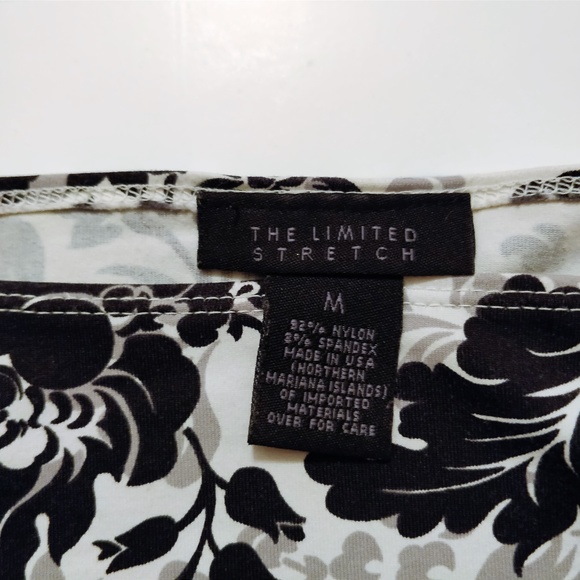 THE LIMITED
STRETCH
M
92% NYLON
8% SPANDEX
MADE IN USA
(NORTHERN
MARIANA ISLANDS)
OF IMPORTED
MATERIALS
OVER FOR CARE